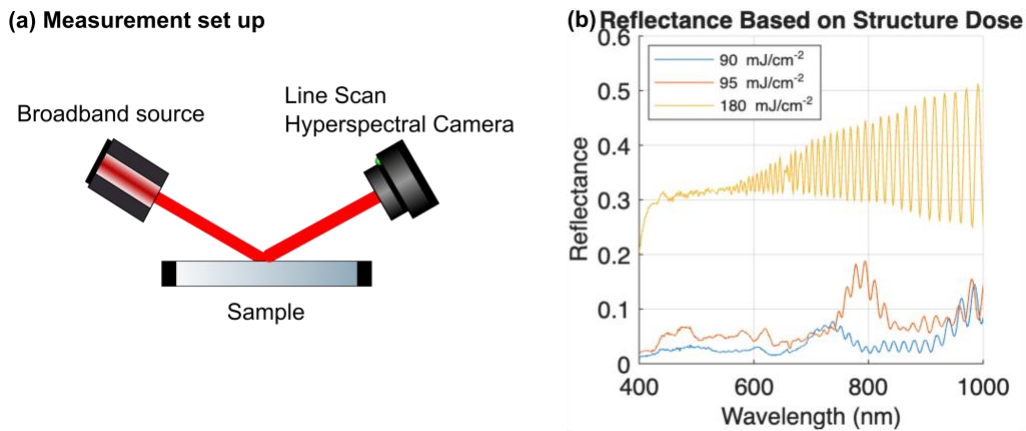 (a) Measurement set up
Broadband source
Line Scan
Hyperspectral Camera
Sample
(b) Reflectance Based on Structure Dose
90 mJ/cm⁻²
95 mJ/cm⁻²
180 mJ/cm⁻²
Reflectance
0.6
0.5
0.4
0.3
0.2
0.1
0
400 600 800 1000
Wavelength (nm)